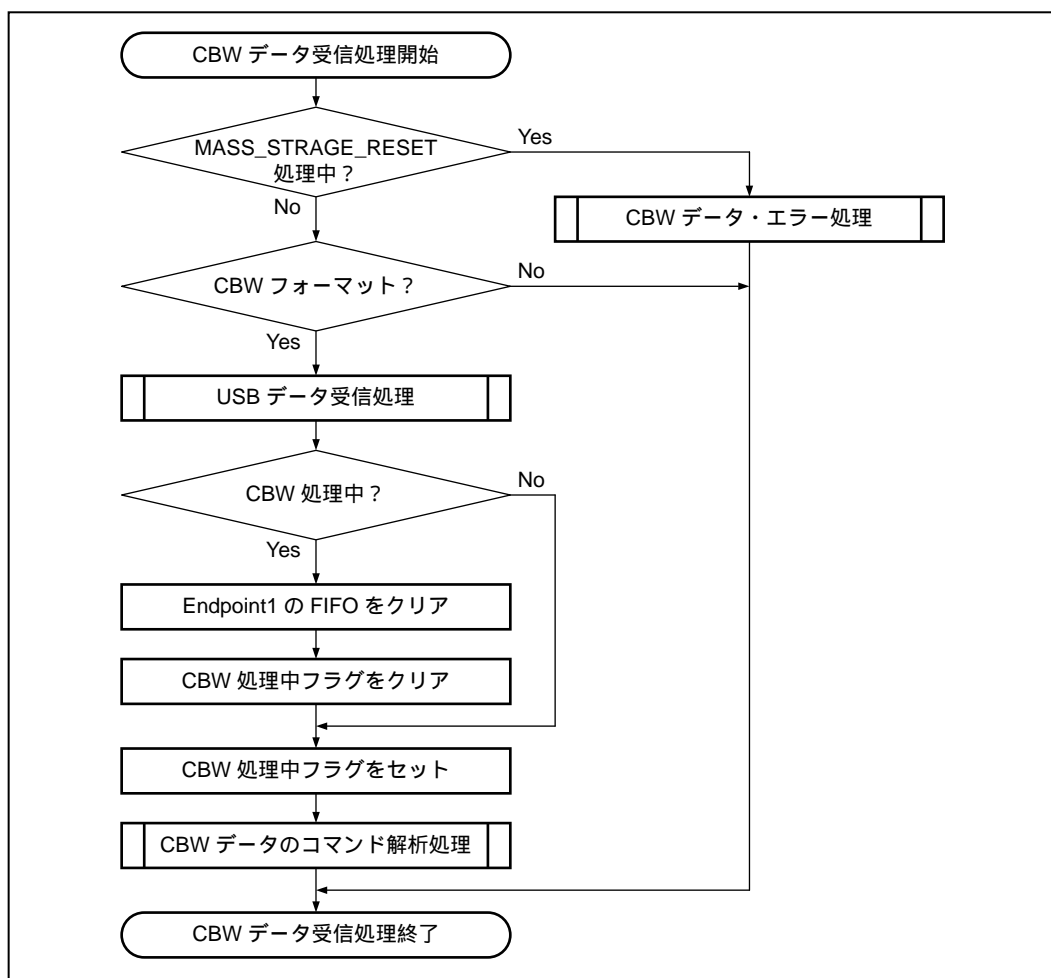 CBW データ受信処理開始
MASS_STRAGE_RESET
処理中？
Yes
No
CBW データ・エラー処理
CBW フォーマット？
No
Yes
USB データ受信処理
CBW 処理中？
No
Yes
Endpoint1 の FIFO をクリア
CBW 処理中フラグをクリア
CBW 処理中フラグをセット
CBW データのコマンド解析処理
CBW データ受信処理終了